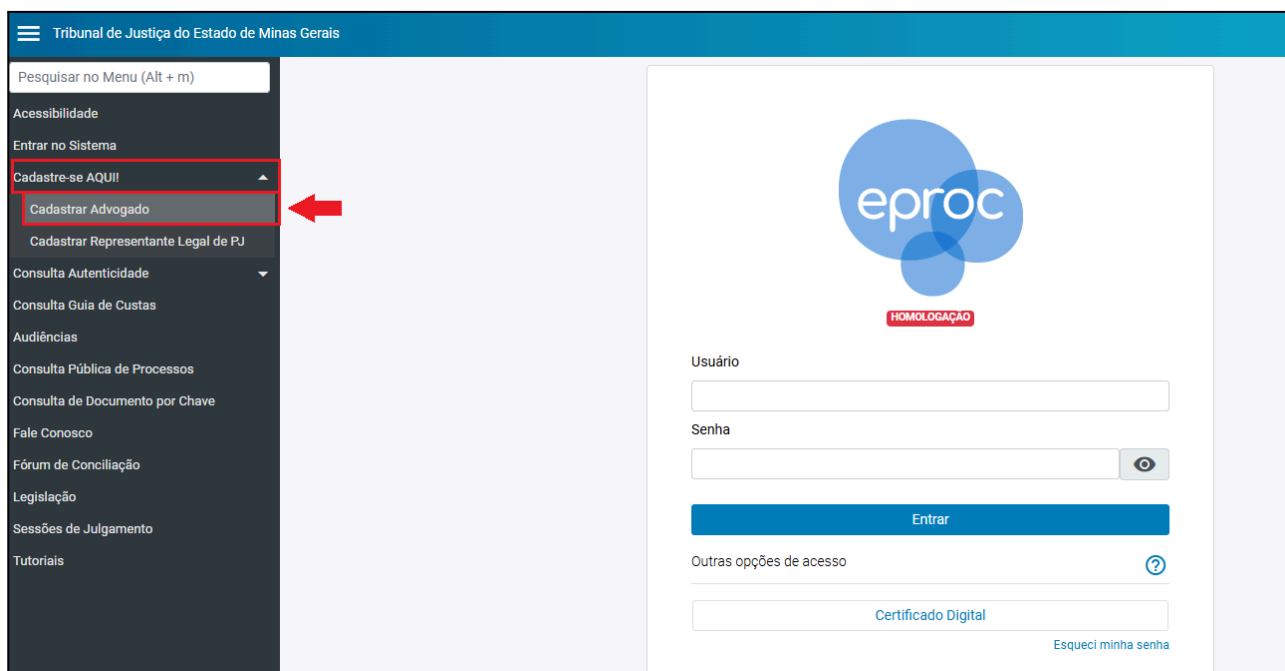 Tribunal de Justiça do Estado de Minas Gerais
Pesquisar no Menu (Alt + m)
Acessibilidade
Entrar no Sistema
Cadastre-se AQUI!
Cadastrar Advogado
Cadastrar Representante Legal de PJ
Consulta Autenticidade
Consulta Guia de Custas
Audiências
Consulta Pública de Processos
Consulta de Documento por Chave
Fale Conosco
Fórum de Conciliação
Legislação
Sessões de Julgamento
Tutoriais
eproc
HOMOLOGAÇÃO
Usuário
Senha
Entrar
Outras opções de acesso
?
Certificado Digital
Esqueci minha senha